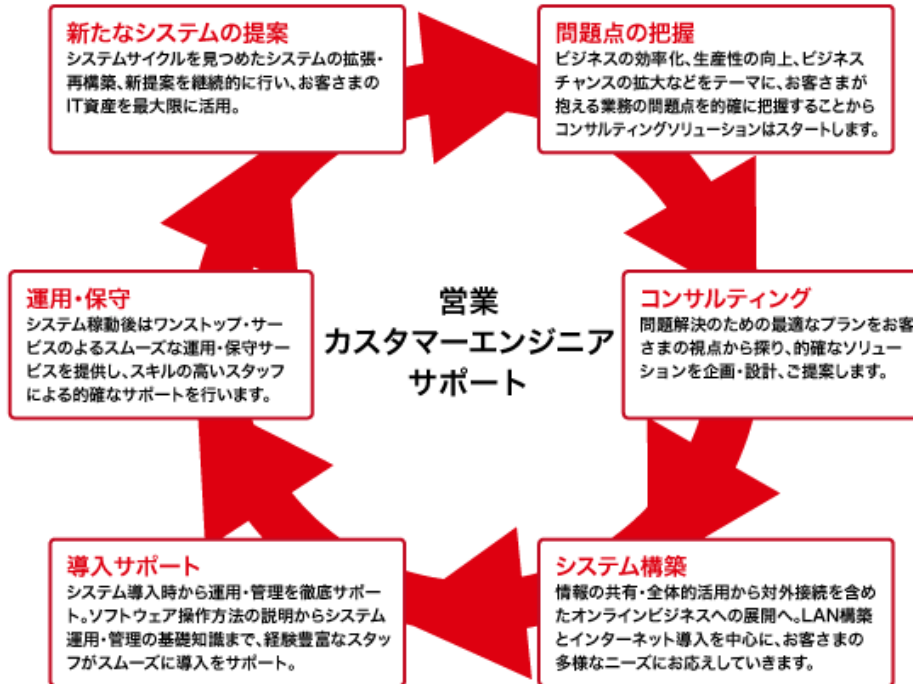 新たなシステムの提案
システムサイクルを見つめたシステムの拡張・
再構築、新提案を継続的に行い、お客さまの
IT資産を最大限に活用。
問題点の把握
ビジネスの効率化、生産性の向上、ビジネス
チャンスの拡大などをテーマに、お客さまが
抱える業務の問題点を的確に把握することから
コンサルティングソリューションはスタートします。
運用・保守
システム稼動後はワンストップ・サー
ビスのよるスムーズな運用・保守サー
ビスを提供し、スキルの高いスタッフ
による的確なサポートを行います。
営業
カスタマーエンジニア
サポート
コンサルティング
問題解決のための最適なプランをお客
さまの視点から探り、的確なソリュー
ションを企画・設計、ご提案します。
導入サポート
システム導入時から運用・管理を徹底サポー
ト。ソフトウェア操作方法の説明からシステム
運用・管理の基礎知識まで、経験豊富なスタッ
フがスムーズに導入をサポート。
システム構築
情報の共有・全体的活用から対外接続を含め
たオンラインビジネスへの展開へ。LAN構築
とインターネット導入を中心に、お客さまの
多様なニーズにお応えしていきます。